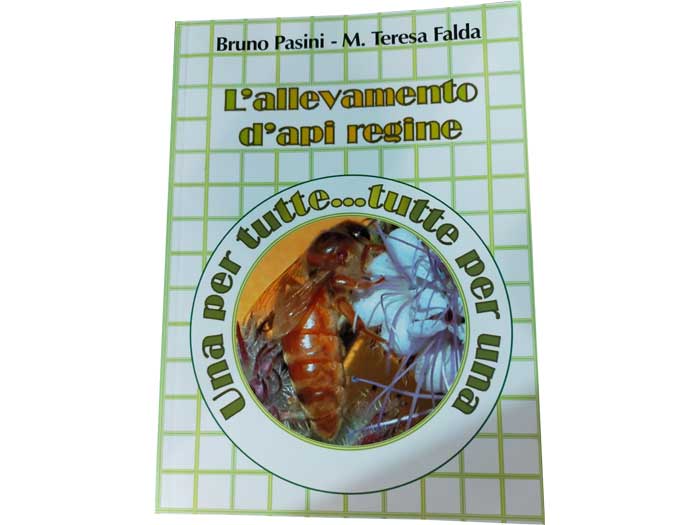 Bruno Pasini - M. Teresa Falda
L'allevamento
d'api regine
Una per tutte...tutte per una